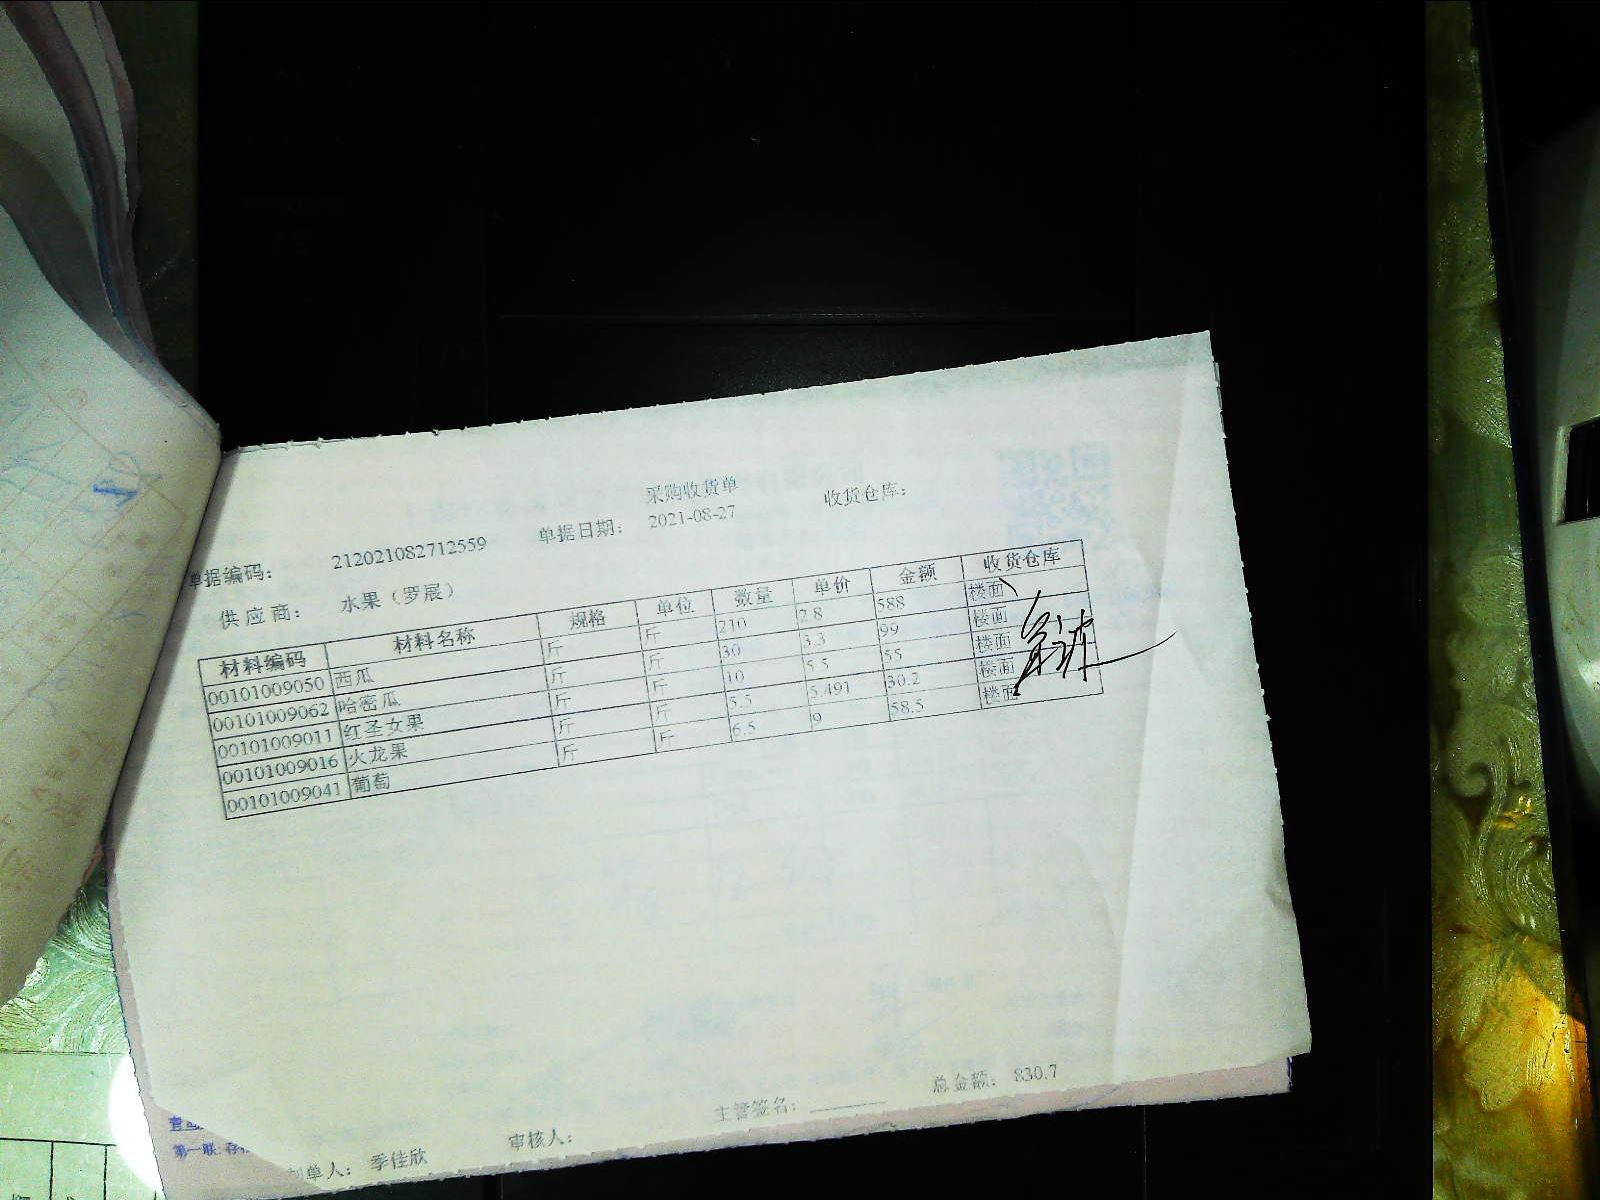 采购收货单
单据编码： 212021082712559 单据日期： 2021-08-27 收货仓库：
供应商： 水果（罗展）
材料编码 材料名称 规格 单位 数量 单价 金额 收货仓库
00101009050 西瓜 斤 斤 210 2.8 588 楼面
00101009062 哈密瓜 斤 斤 30 3.3 99 楼面
00101009011 红圣女果 斤 斤 10 5.5 55 楼面
00101009016 火龙果 斤 斤 5.5 5.491 30.2 楼面
00101009041 葡萄 斤 斤 6.5 9 58.5 楼面
总金额： 830.7
主管签名：
审核人：
单人： 季佳欣
第一联：存